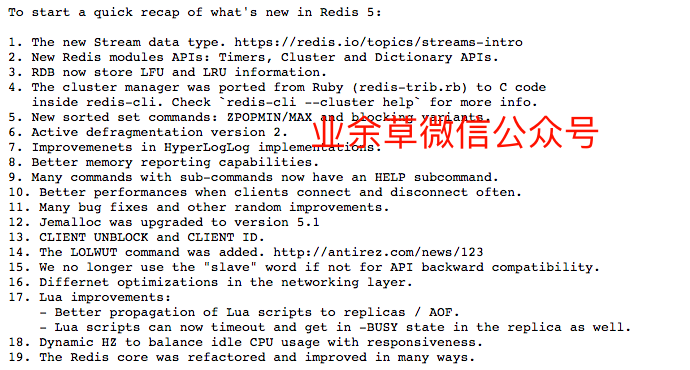 To start a quick recap of what's new in Redis 5:
1. The new Stream data type. https://redis.io/topics/streams-intro
2. New Redis modules APIs: Timers, Cluster and Dictionary APIs.
3. RDB now store LFU and LRU information.
4. The cluster manager was ported from Ruby (redis-trib.rb) to C code
inside redis-cli. Check `redis-cli --cluster help` for more info.
5. New sorted set commands: ZPOPMIN/MAX and blocking variants.
业余草微信公众号
6. Active defragmentation version 2.
7. Improvemenets in HyperLogLog implementations.
8. Better memory reporting capabilities.
9. Many commands with sub-commands now have an HELP subcommand.
10. Better performances when clients connect and disconnect often.
11. Many bug fixes and other random improvements.
12. Jemalloc was upgraded to version 5.1
13. CLIENT UNBLOCK and CLIENT ID.
14. The LOLWUT command was added. http://antirez.com/news/123
15. We no longer use the "slave" word if not for API backward compatibility.
16. Differnet optimizations in the networking layer.
17. Lua improvements:
- Better propagation of Lua scripts to replicas / AOF.
- Lua scripts can now timeout and get in -BUSY state in the replica as well.
18. Dynamic HZ to balance idle CPU usage with responsiveness.
19. The Redis core was refactored and improved in many ways.